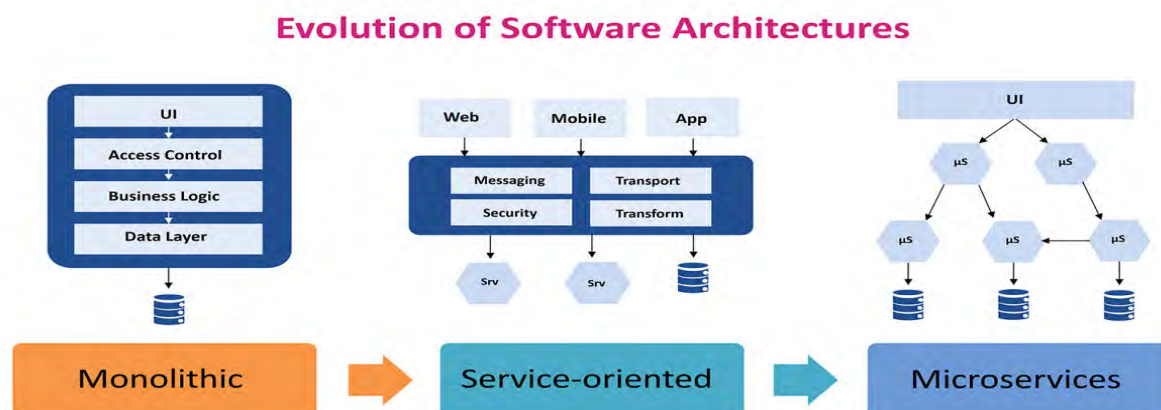 Evolution of Software Architectures
UI
Access Control
Business Logic
Data Layer
Monolithic
Web
Mobile
App
Messaging
Transport
Security
Transform
Srv
Srv
Service-oriented
UI
µS
µS
µS
µS
µS
Microservices